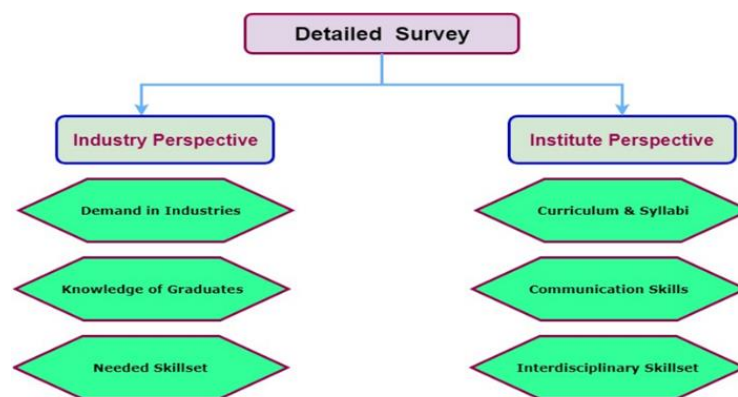 Detailed Survey
Industry Perspective
Institute Perspective
Demand in Industries
Curriculum & Syllabi
Knowledge of Graduates
Communication Skills
Needed Skillset
Interdisciplinary Skillset